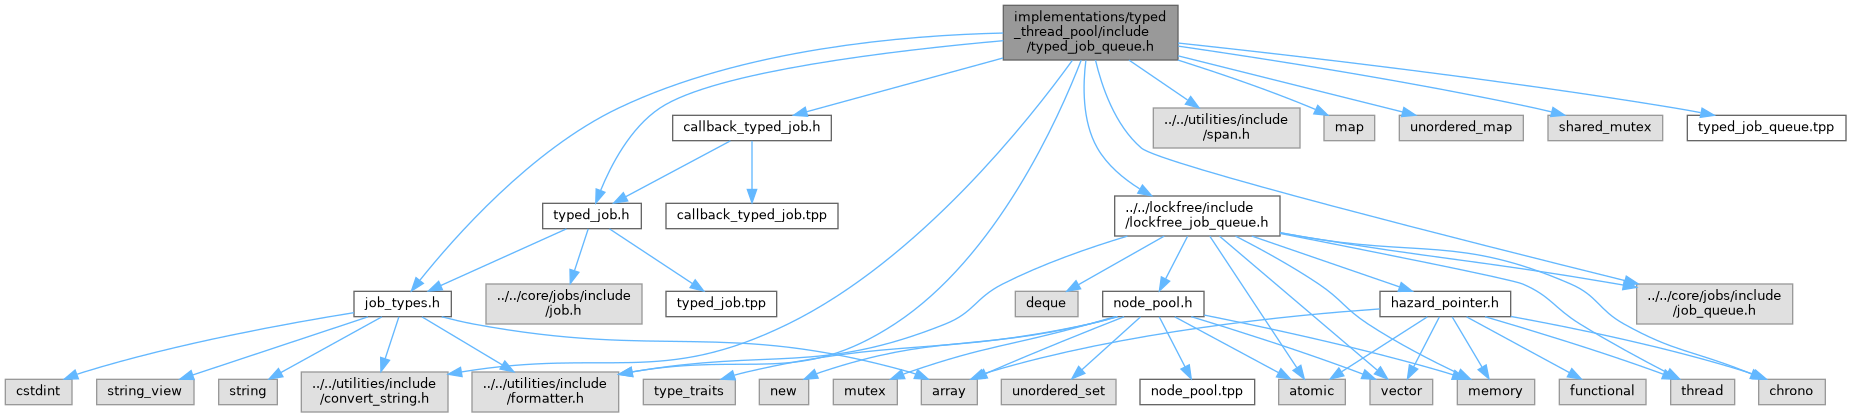 implementations/typed
_thread_pool/include
/typed_job_queue.h
callback_typed_job.h
../../utilities/include
/span.h
map
unordered_map
shared_mutex
typed_job_queue.tpp
typed_job.h
callback_typed_job.tpp
../../lockfree/include
/lockfree_job_queue.h
job_types.h
../../core/jobs/include
/job.h
typed_job.tpp
deque
node_pool.h
hazard_pointer.h
../../core/jobs/include
/job_queue.h
cstdint
string_view
string
../../utilities/include
/convert_string.h
../../utilities/include
/formatter.h
type_traits
new
mutex
array
unordered_set
node_pool.tpp
atomic
vector
memory
functional
thread
chrono